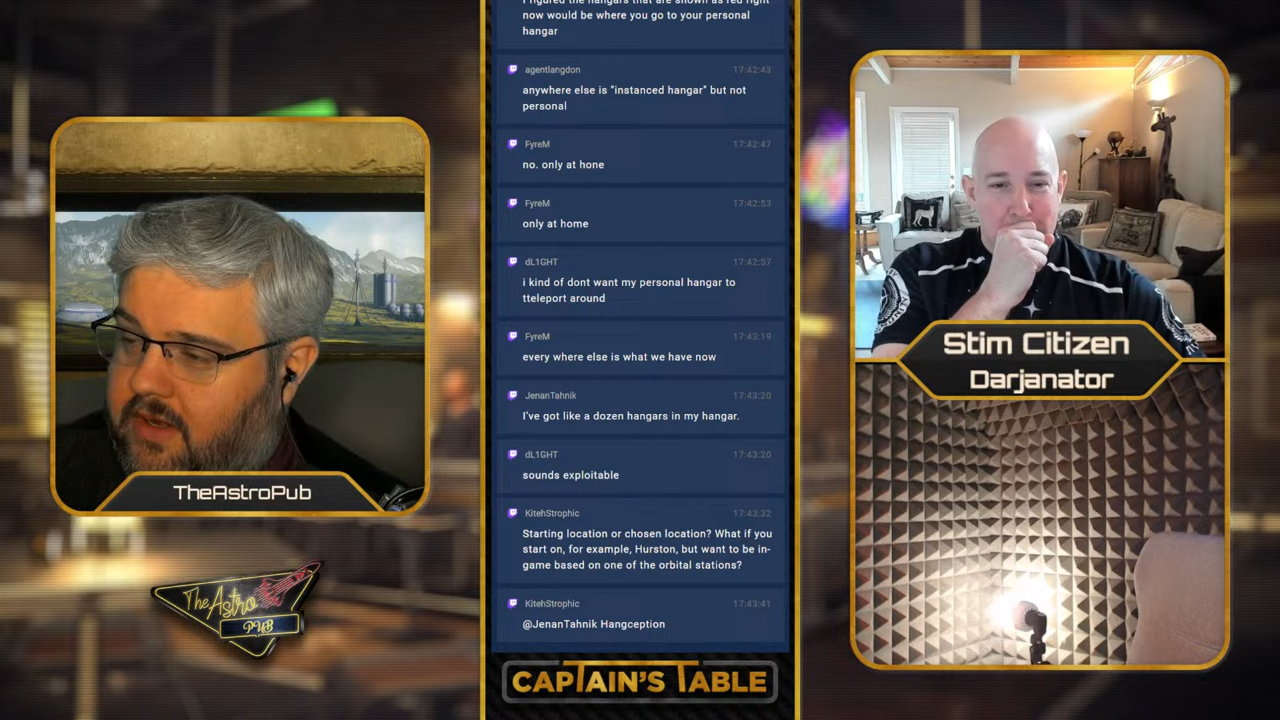 I figured the hangars that are shown as red right
now would be where you go to your personal
hangar
agentlangdon 17:42:43
anywhere else is "instanced hangar" but not
personal
FyreM 17:42:47
no. only at hone
FyreM 17:42:53
only at home
dL1GHT 17:42:57
i kind of dont want my personal hangar to
tteleport around
FyreM 17:43:19
every where else is what we have now
JenanTahnik 17:43:20
I've got like a dozen hangars in my hangar.
dL1GHT 17:43:20
sounds exploitable
KitehStrophic 17:43:32
Starting location or chosen location? What if you
start on, for example, Hurston, but want to be in-
game based on one of the orbital stations?
KitehStrophic 17:43:41
@JenanTahnik Hangception
CAPTAIN'S TABLE
TheAstroPub
The Astro
PUB
Stim Citizen
Darjanator